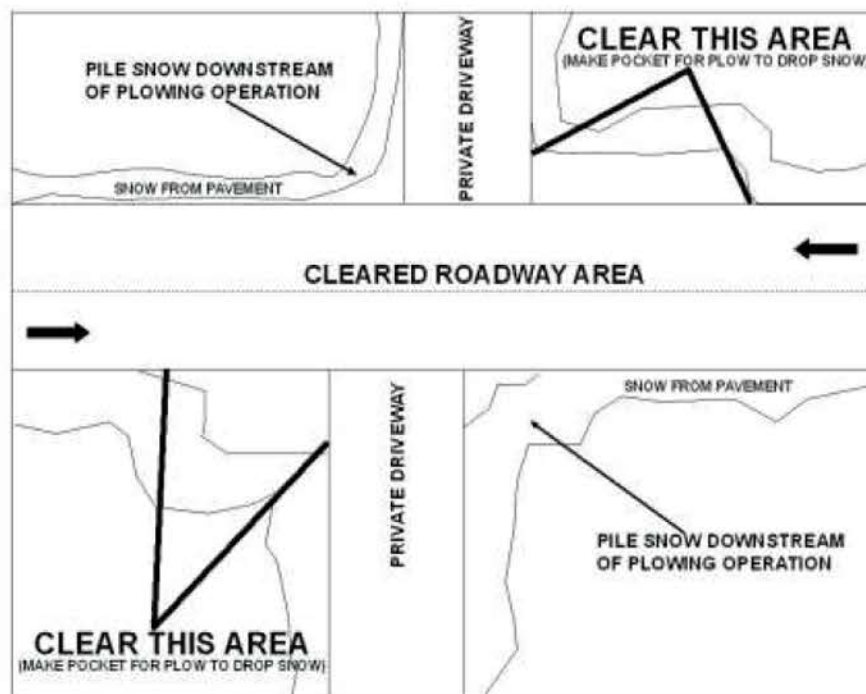 PILE SNOW DOWNSTREAM
OF PLOWING OPERATION
SNOW FROM PAVEMENT
PRIVATE DRIVEWAY
CLEAR THIS AREA
(MAKE POCKET FOR PLOW TO DROP SNOW)
CLEARED ROADWAY AREA
CLEAR THIS AREA
(MAKE POCKET FOR PLOW TO DROP SNOW)
PRIVATE DRIVEWAY
SNOW FROM PAVEMENT
PILE SNOW DOWNSTREAM
OF PLOWING OPERATION